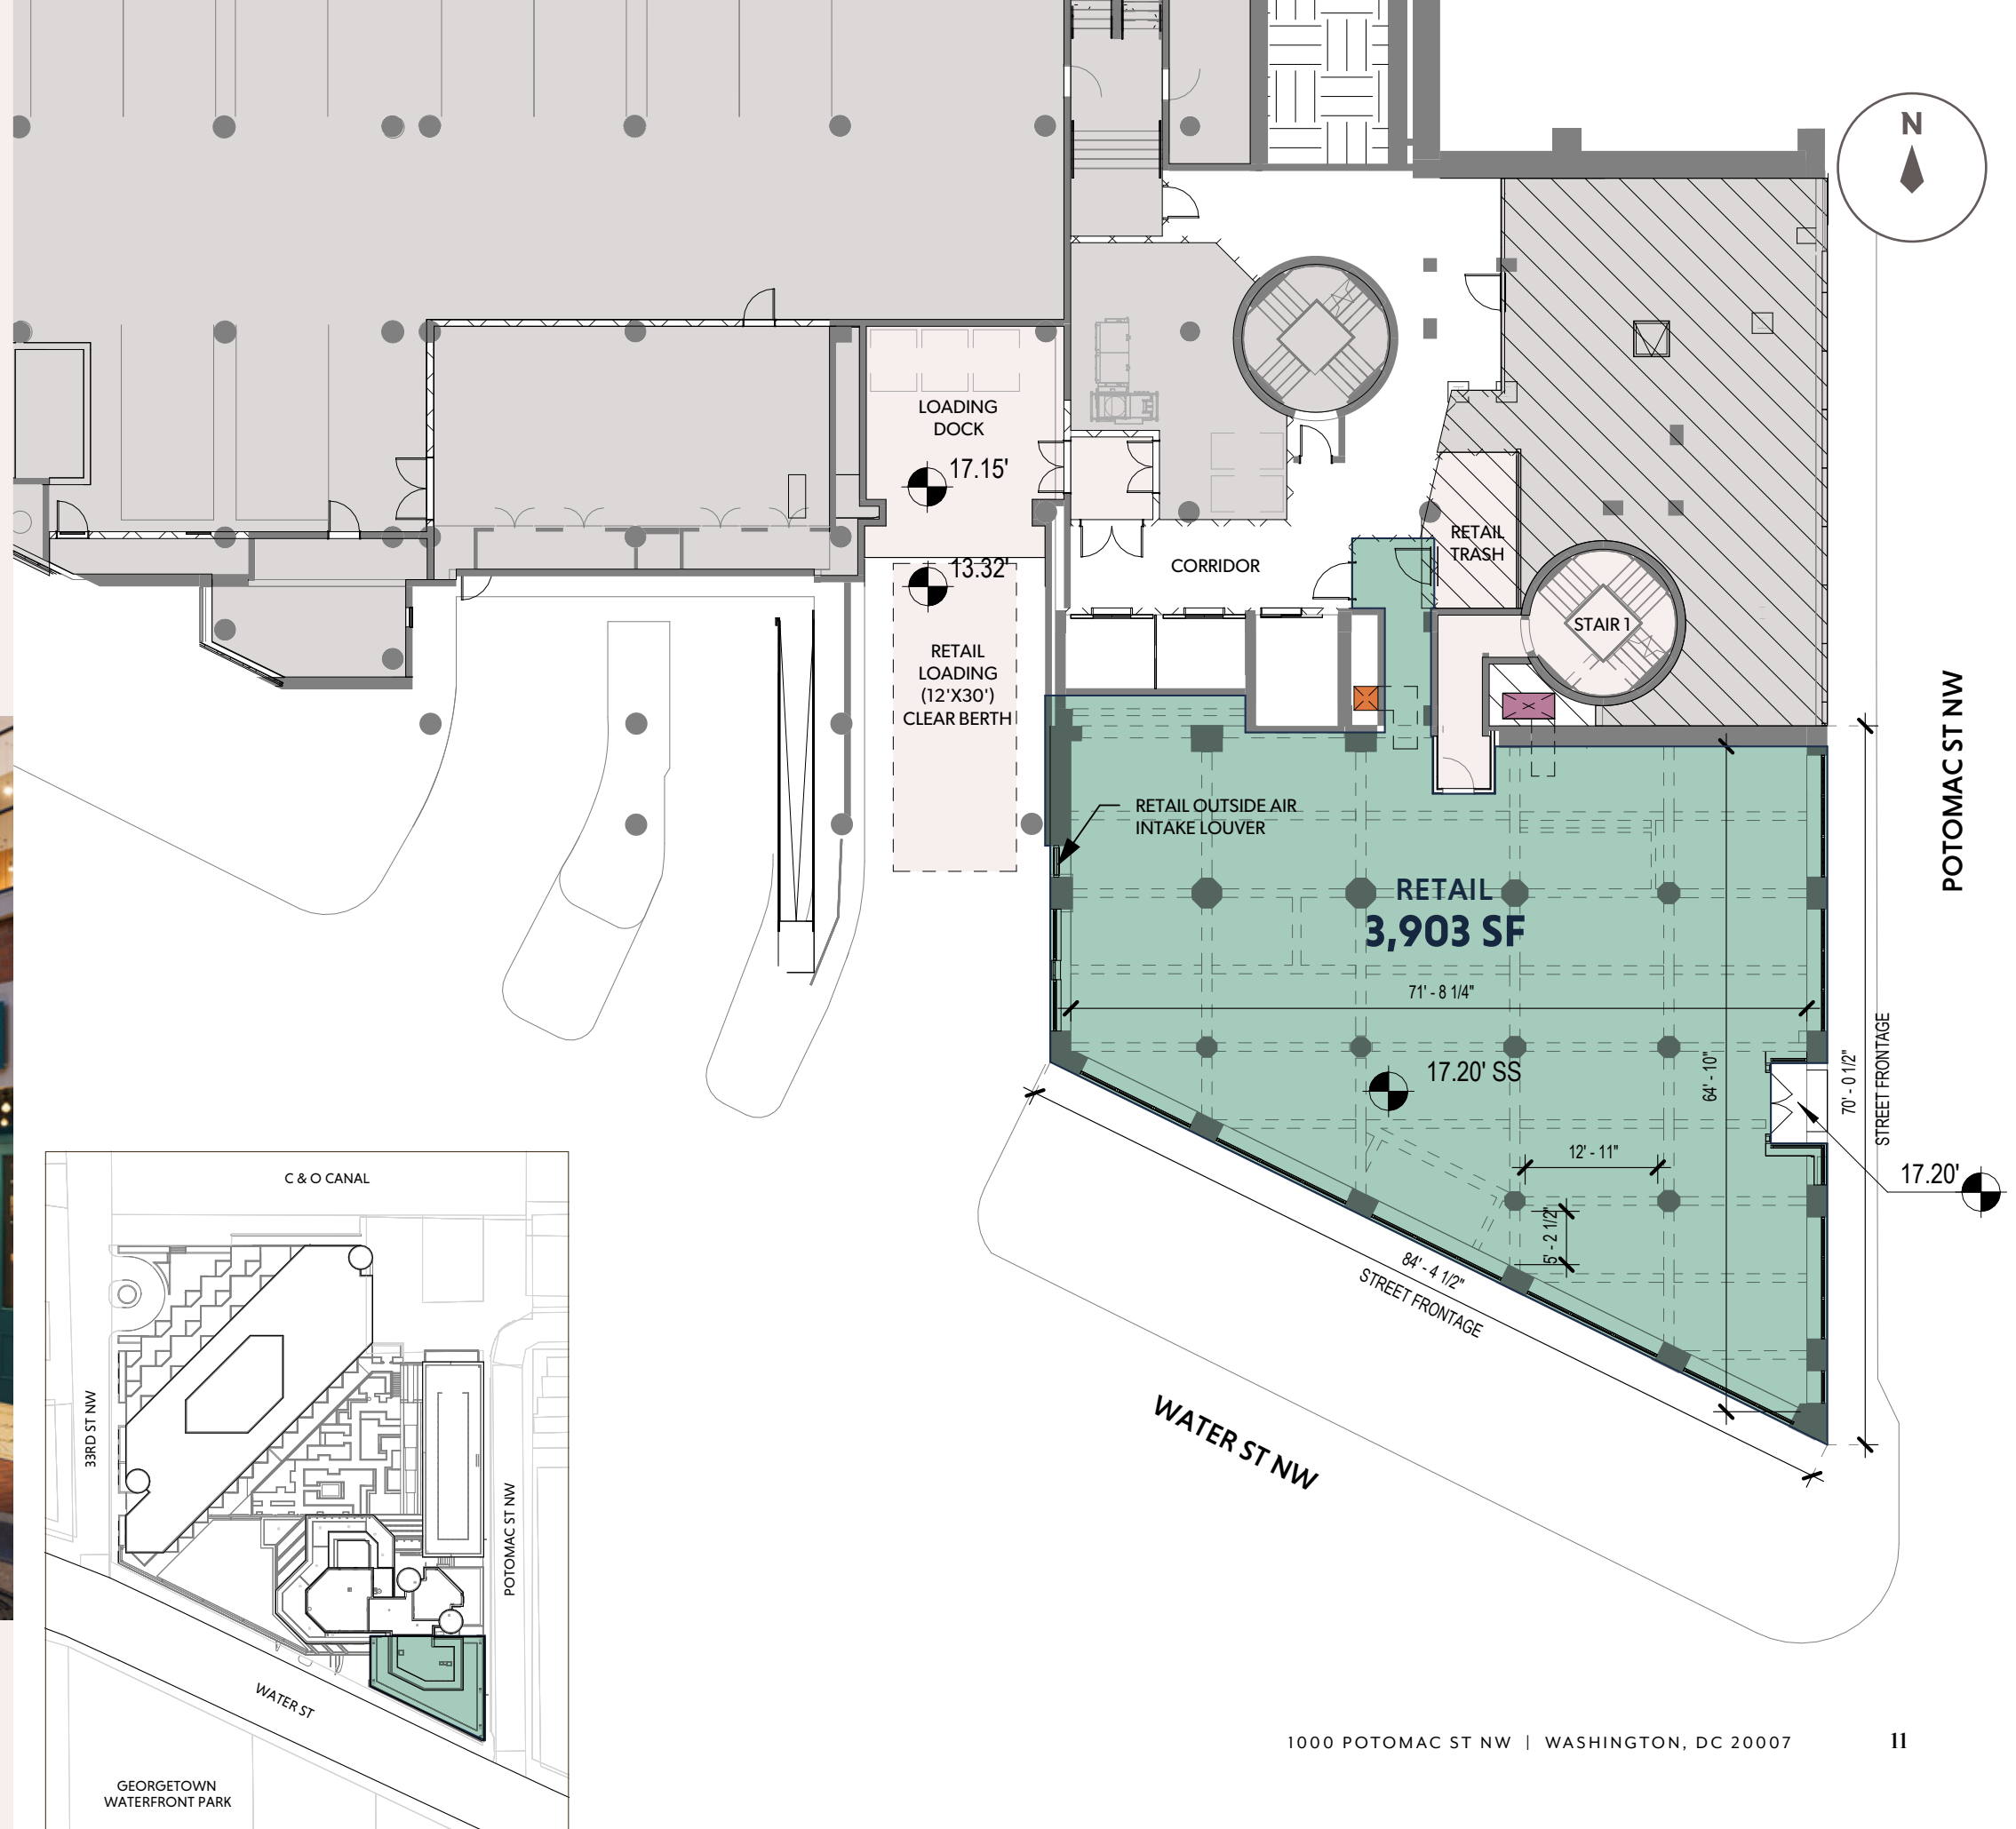 N
LOADING
DOCK
17.15'
13.32'
RETAIL
LOADING
(12'X30')
CLEAR BERTH
CORRIDOR
RETAIL
TRASH
STAIR 1
POTOMAC ST NW
RETAIL OUTSIDE AIR
INTAKE LOUVER
RETAIL
3,903 SF
71' - 8 1/4"
17.20' SS
64' - 10"
70' - 0 1/2"
STREET FRONTAGE
12' - 11"
5' - 2 1/2"
17.20'
84' - 4 1/2"
STREET FRONTAGE
WATER ST NW
C & O CANAL
33RD ST NW
POTOMAC ST NW
WATER ST
GEORGETOWN
WATERFRONT PARK
1000 POTOMAC ST NW | WASHINGTON, DC 20007
11